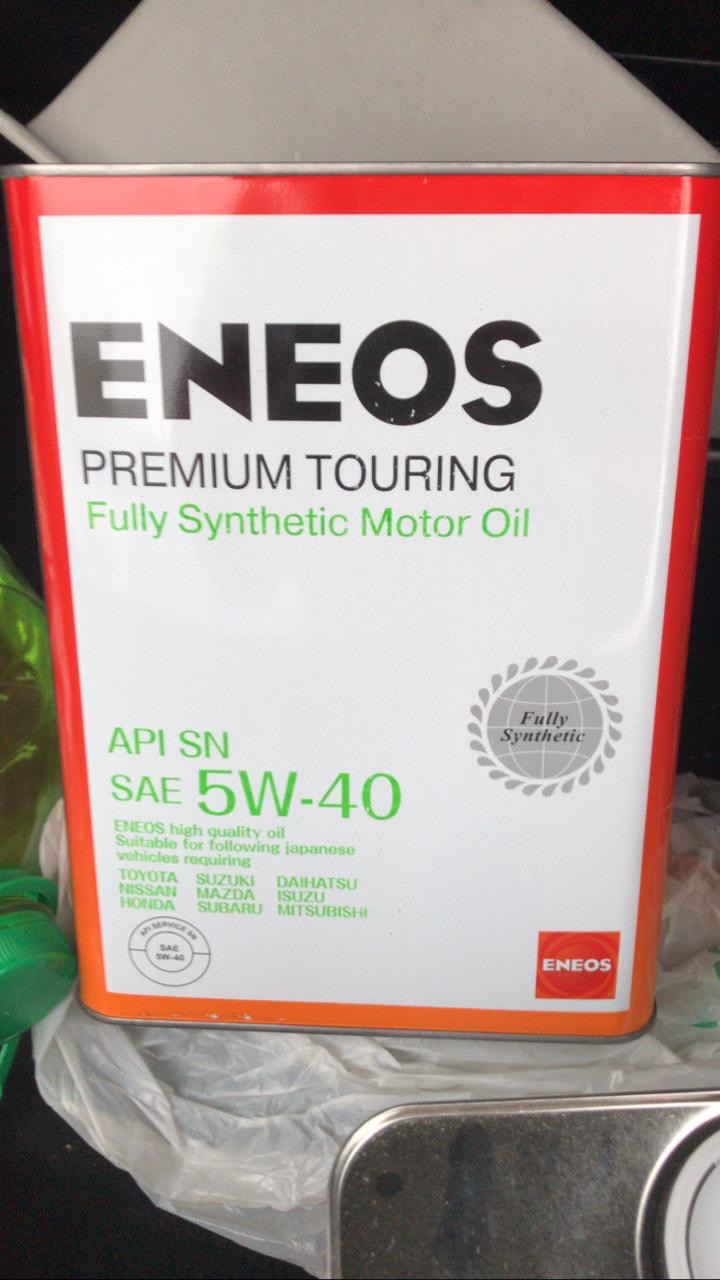 ENEOS
PREMIUM TOURING
Fully Synthetic Motor Oil
Fully
Synthetic
API SN
SAE 5W-40
ENEOS high quality oil
Suitable for following japanese
vehicles requiring
TOYOTA SUZUKI DAIHATSU
NISSAN MAZDA ISUZU
HONDA SUBARU MITSUBISHI
API SERVICE SN
SAE
5W-40
ENEOS